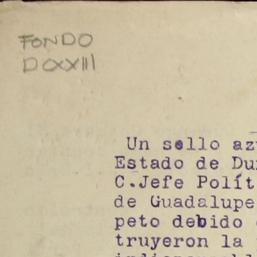 FONDO
DCXXIII
Un sello az
Estado de Du
C.Jefe Polít
de Guadalupe
peto debido
truyeron la